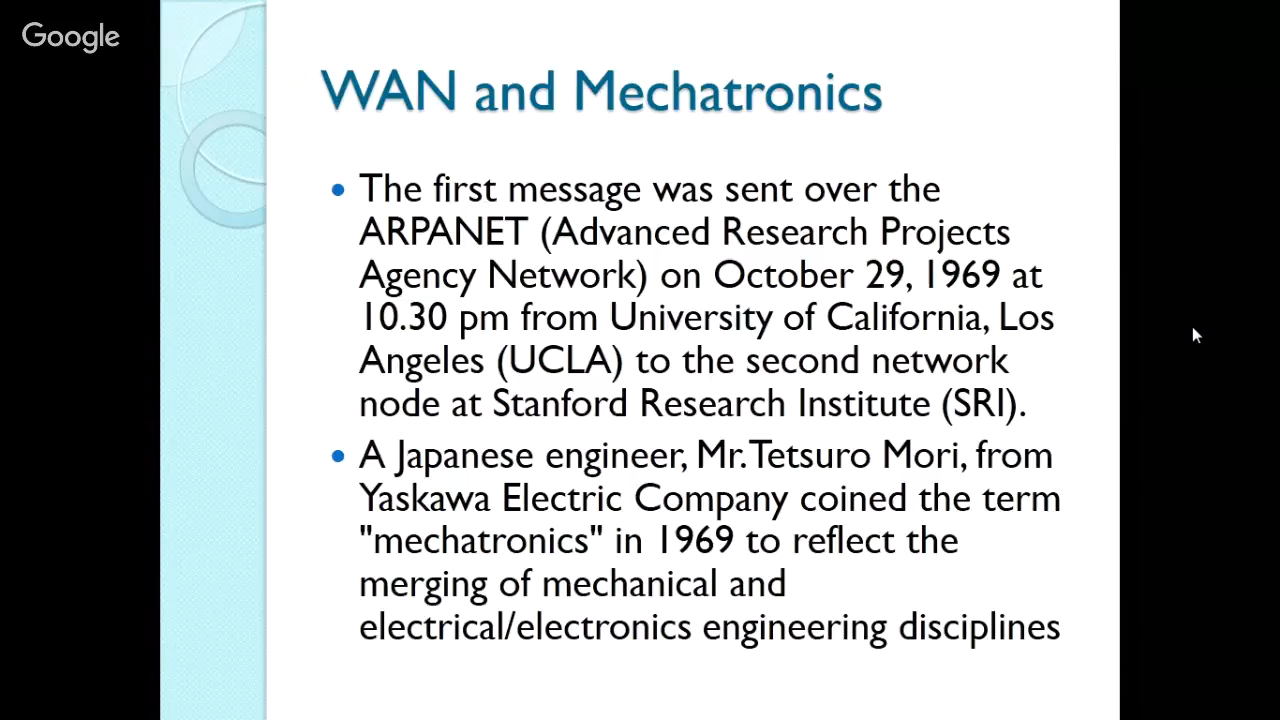 Google
WAN and Mechatronics
• The first message was sent over the
ARPANET (Advanced Research Projects
Agency Network) on October 29, 1969 at
10.30 pm from University of California, Los
Angeles (UCLA) to the second network
node at Stanford Research Institute (SRI).
• A Japanese engineer, Mr. Tetsuro Mori, from
Yaskawa Electric Company coined the term
"mechatronics" in 1969 to reflect the
merging of mechanical and
electrical/electronics engineering disciplines